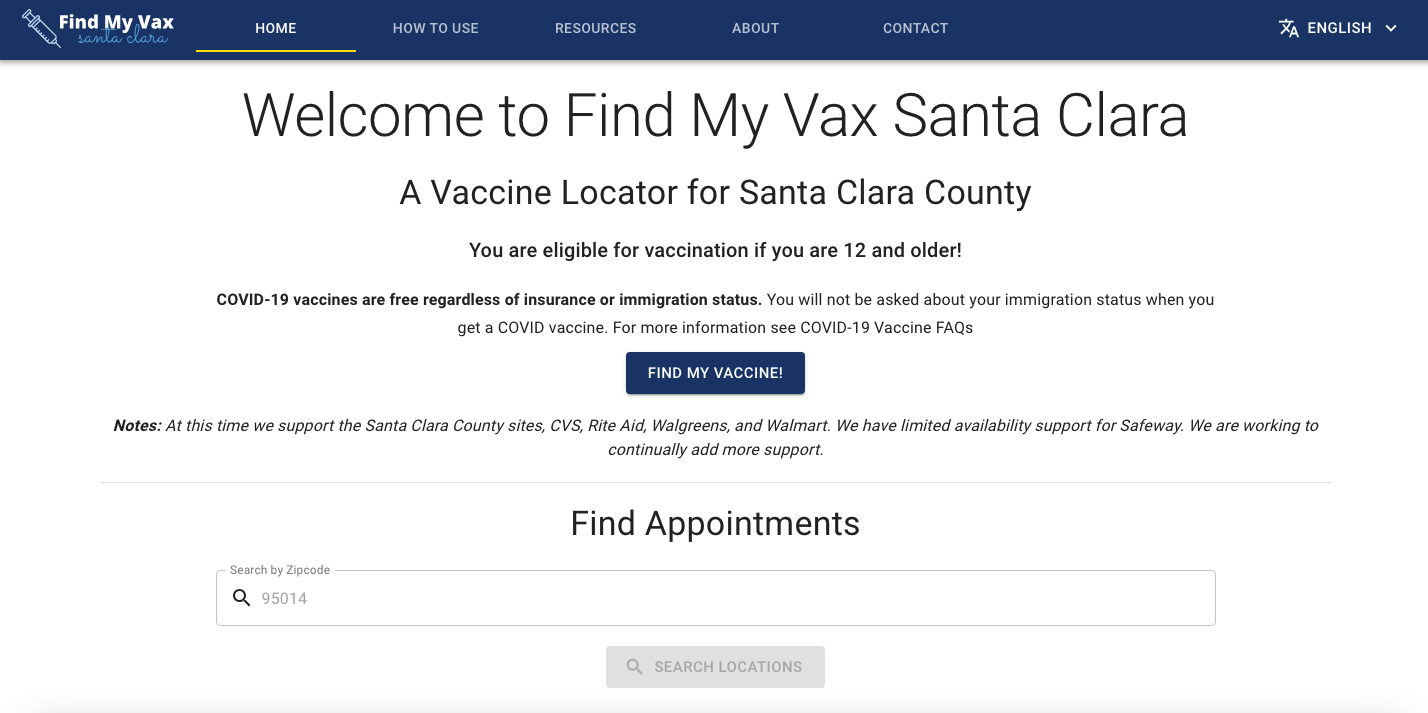 Find My Vax
santa clara
HOME
HOW TO USE
RESOURCES
ABOUT
CONTACT
ENGLISH
Welcome to Find My Vax Santa Clara
A Vaccine Locator for Santa Clara County
You are eligible for vaccination if you are 12 and older!
COVID-19 vaccines are free regardless of insurance or immigration status. You will not be asked about your immigration status when you
get a COVID vaccine. For more information see COVID-19 Vaccine FAQs
FIND MY VACCINE!
Notes: At this time we support the Santa Clara County sites, CVS, Rite Aid, Walgreens, and Walmart. We have limited availability support for Safeway. We are working to
continually add more support.
Find Appointments
Search by Zipcode
95014
SEARCH LOCATIONS